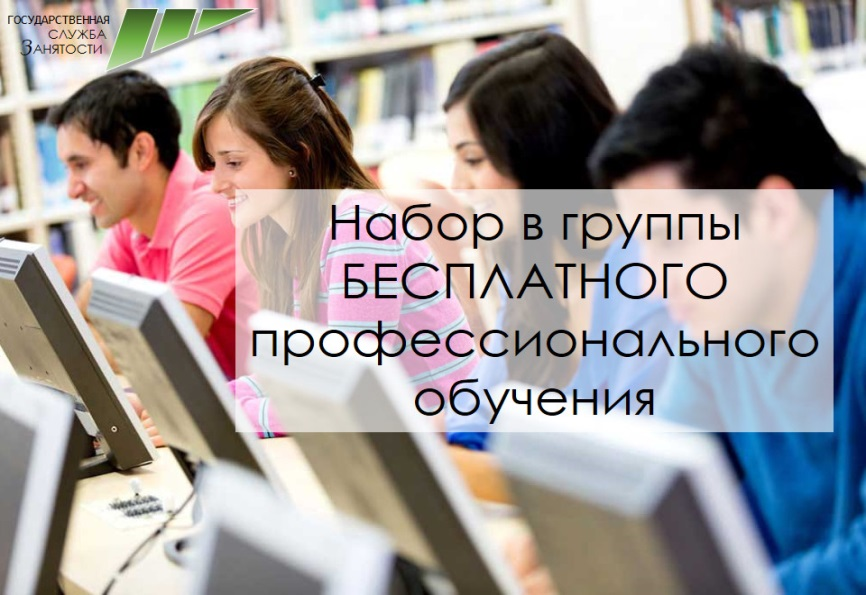 ГОСУДАРСТВЕННАЯ
СЛУЖБА
ЗАНЯТОСТИ
Набор в группы
БЕСПЛАТНОГО
профессионального
обучения